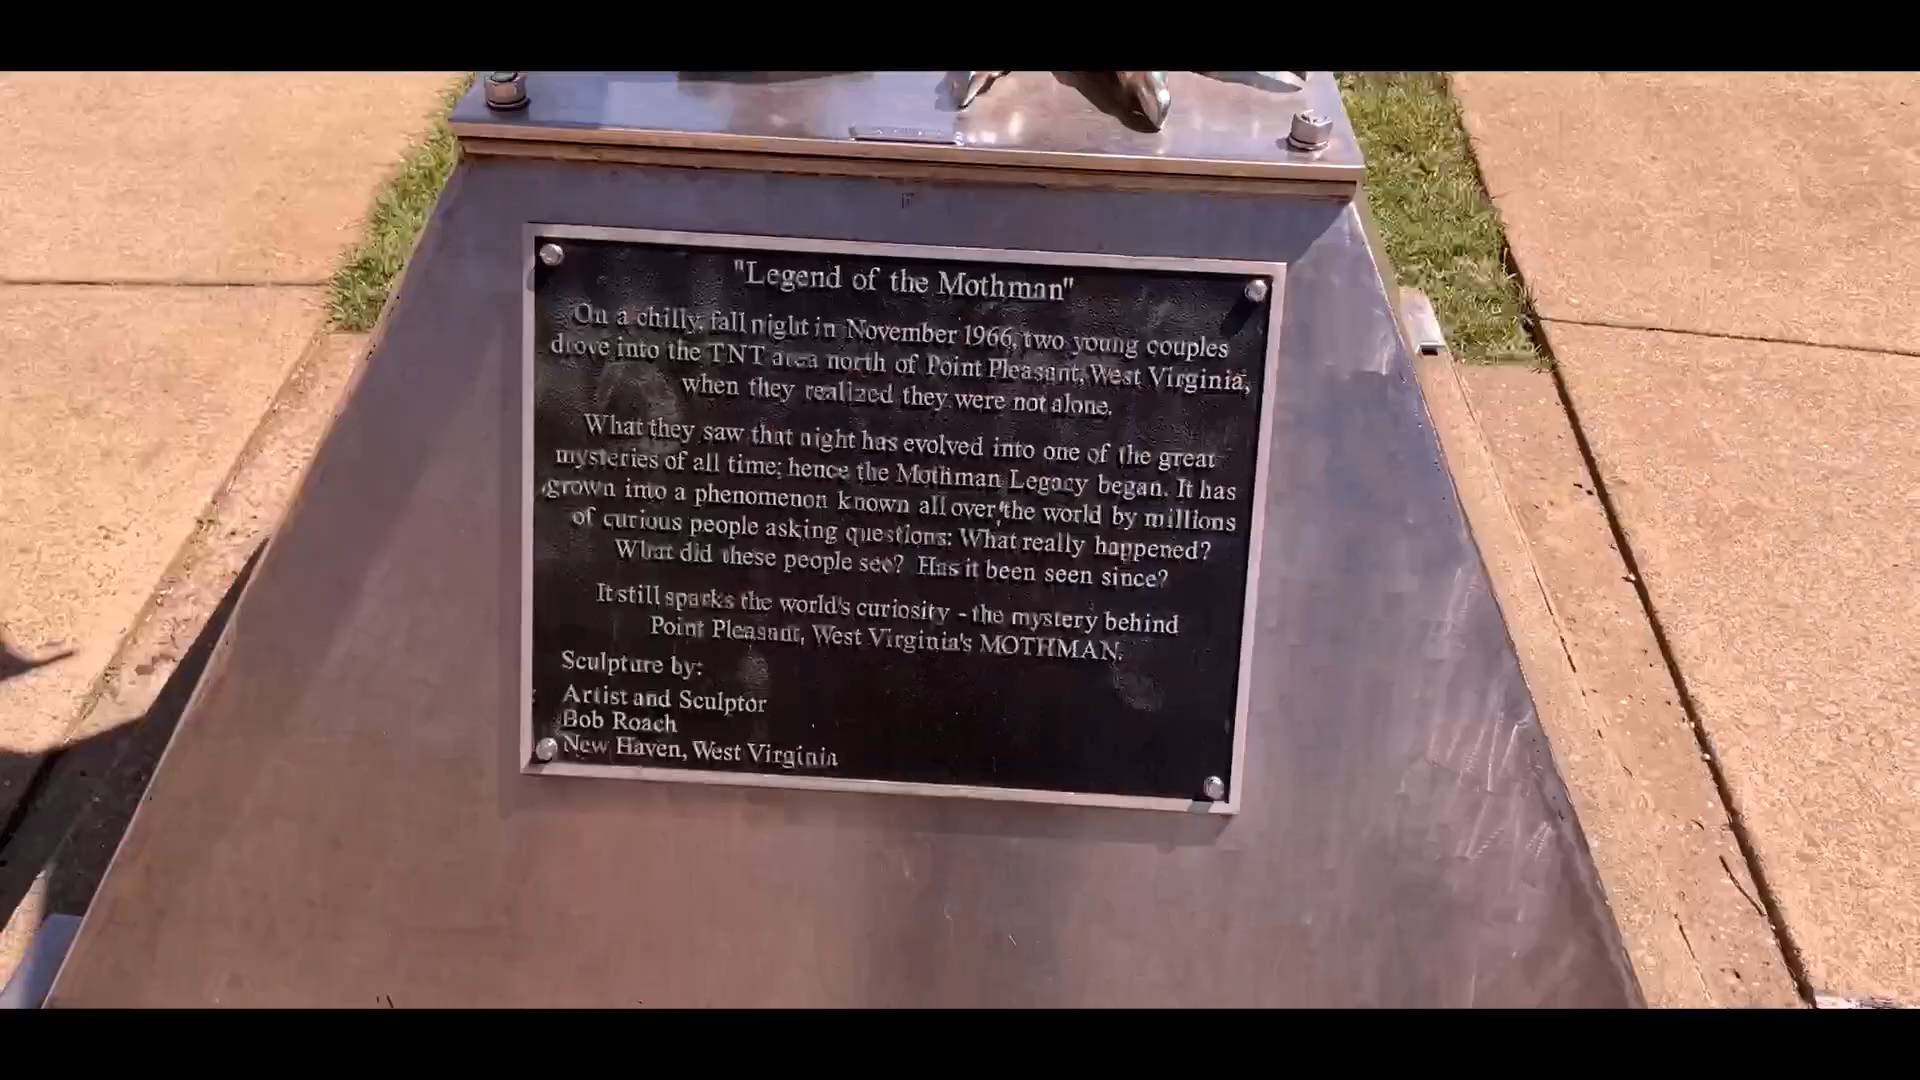 "Legend of the Mothman"
On a chilly, fall night in November 1966, two young couples
drove into the TNT area north of Point Pleasant, West Virginia,
when they realized they were not alone.
What they saw that night has evolved into one of the great
mysteries of all time; hence the Mothman Legacy began. It has
grown into a phenomenon known all over the world by millions
of curious people asking questions: What really happened?
What did these people see? Has it been seen since?
It still sparks the world's curiosity - the mystery behind
Point Pleasant, West Virginia's MOTHMAN.
Sculpture by:
Artist and Sculptor
Bob Roach
New Haven, West Virginia